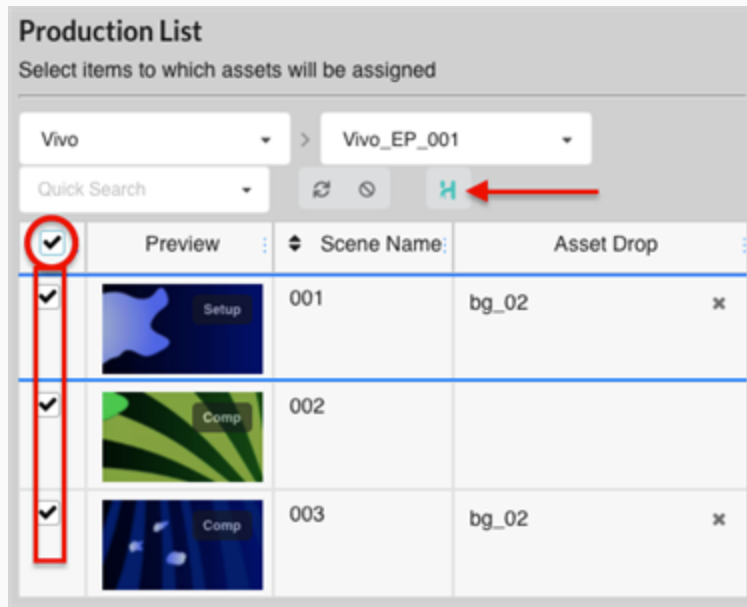 Production List
Select items to which assets will be assigned
Vivo > Vivo_EP_001
Quick Search
Preview Scene Name Asset Drop
Setup 001 bg_02
Comp 002
Comp 003 bg_02